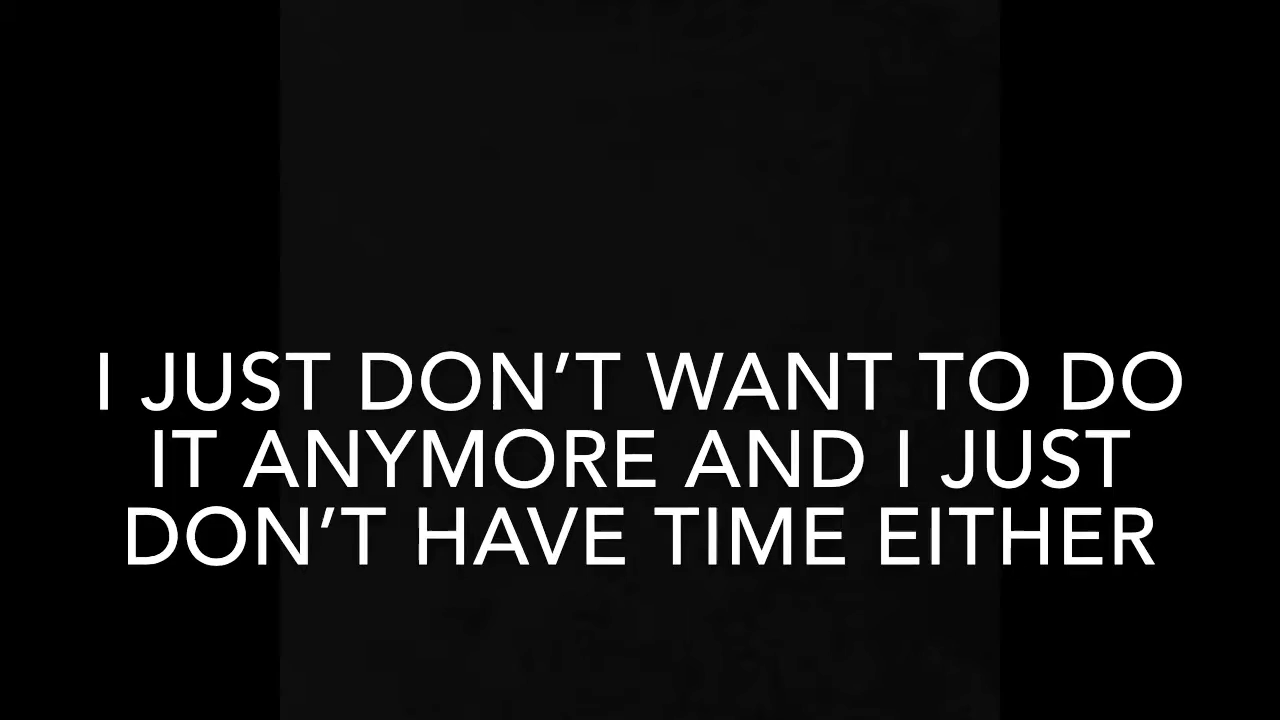 I JUST DON’T WANT TO DO
IT ANYMORE AND I JUST
DON’T HAVE TIME EITHER